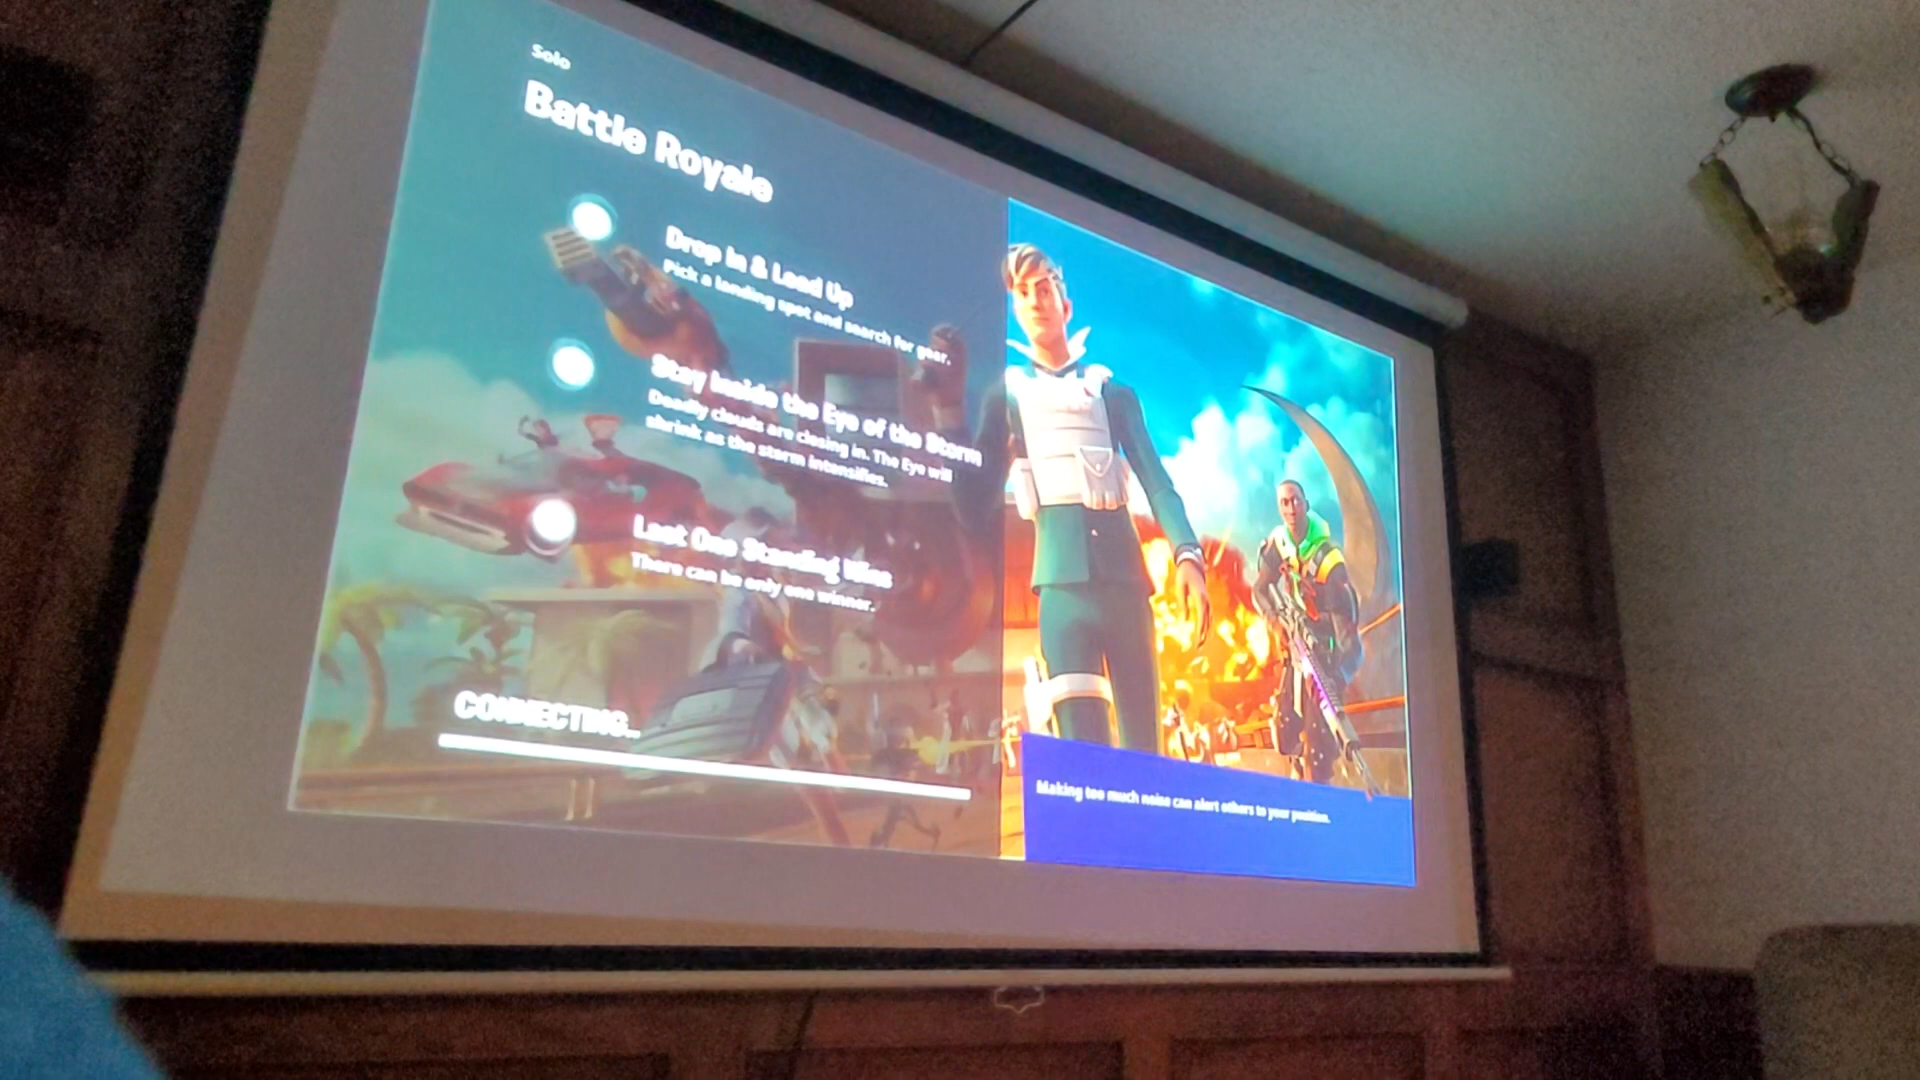 Solo
Battle Royale
Drop In & Load Up
Pick a landing spot and search for gear.
Stay Inside the Eye of the Storm
Deadly clouds are closing in. The Eye will
shrink as the storm intensifies.
Last One Standing Wins
There can be only one winner.
CONNECTING..
Making too much noise can alert others to your position.